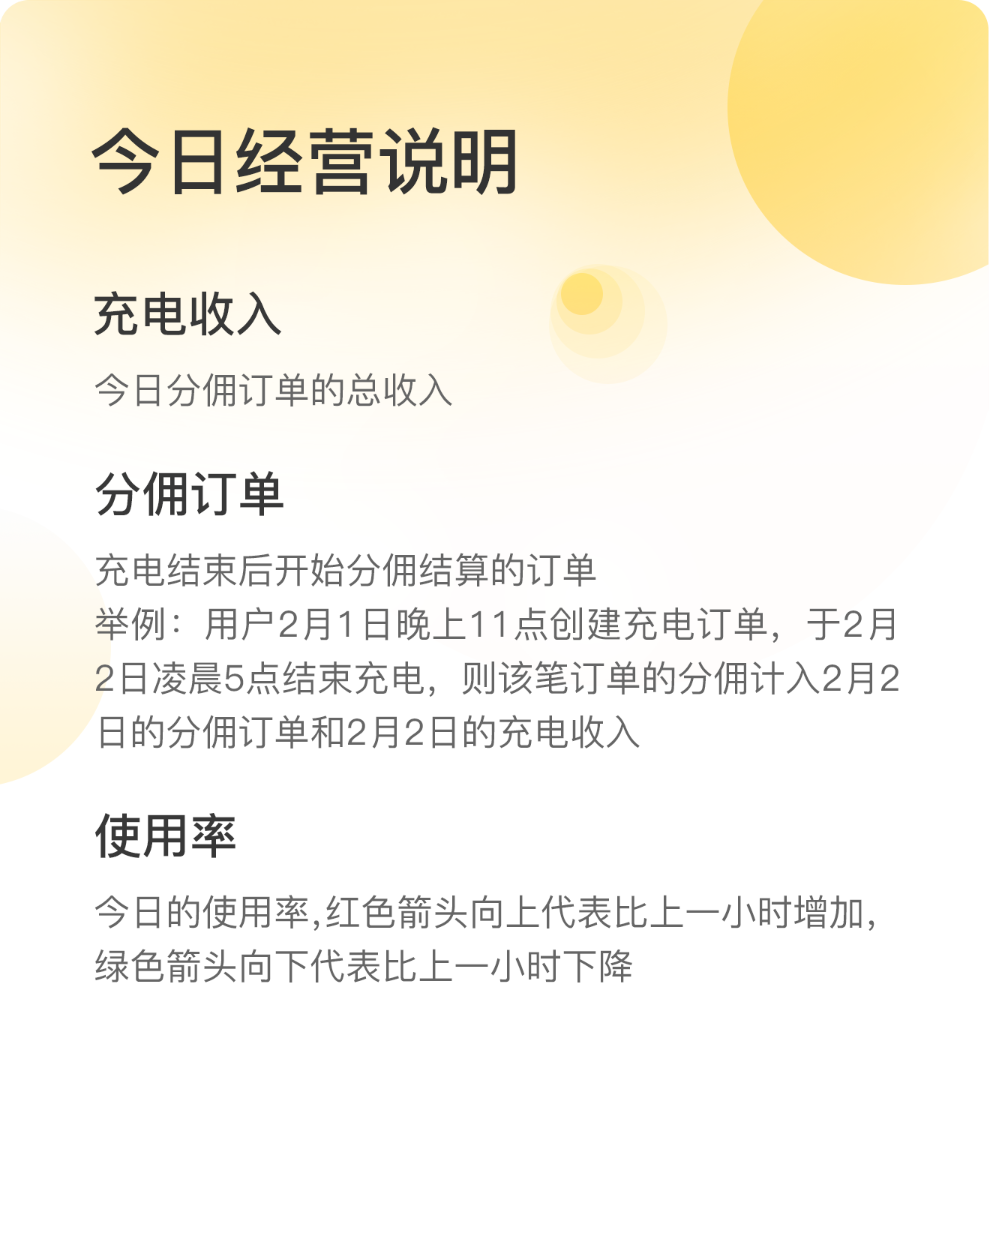 今日经营说明
充电收入
今日分佣订单的总收入
分佣订单
充电结束后开始分佣结算的订单
举例：用户2月1日晚上11点创建充电订单，于2月
2日凌晨5点结束充电，则该笔订单的分佣计入2月2
日的分佣订单和2月2日的充电收入
使用率
今日的使用率,红色箭头向上代表比上一小时增加，
绿色箭头向下代表比上一小时下降